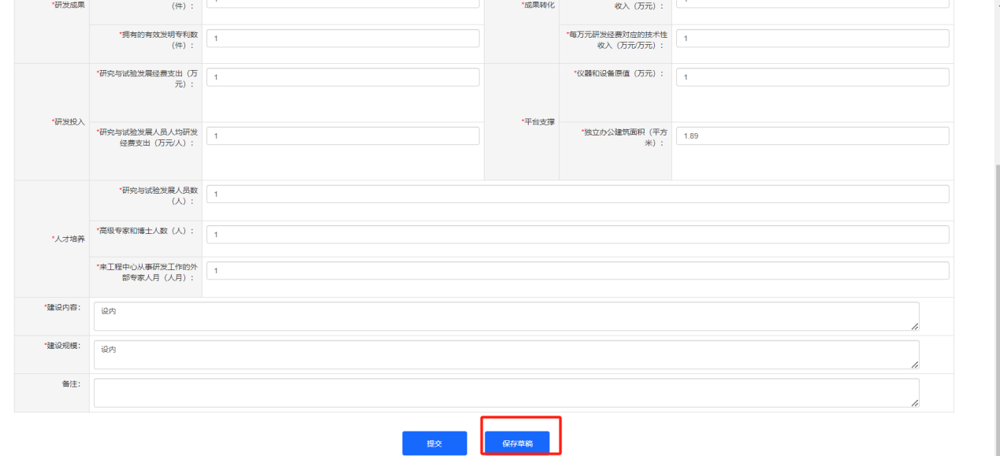 *研发成果
(件) :
*成果转化
收入(万元) :
*拥有的有效发明专利数
(件) :
1
*每万元研发经费对应的技术性
收入(万元/万元) :
1
*研发投入
*研究与试验发展经费支出(万
元) :
1
*平台支撑
*仪器和设备原值(万元) :
1
*研究与试验发展人员人均研发
经费支出(万元/人) :
1
*独立办公建筑面积(平方
米) :
1.89
*人才培养
*研究与试验发展人员数
(人) :
1
*高级专家和博士人数(人) :
1
*来工程中心从事研发工作的外
部专家人月(人月) :
1
*建设内容:
设内
*建设规模:
设内
备注:
提交
保存草稿